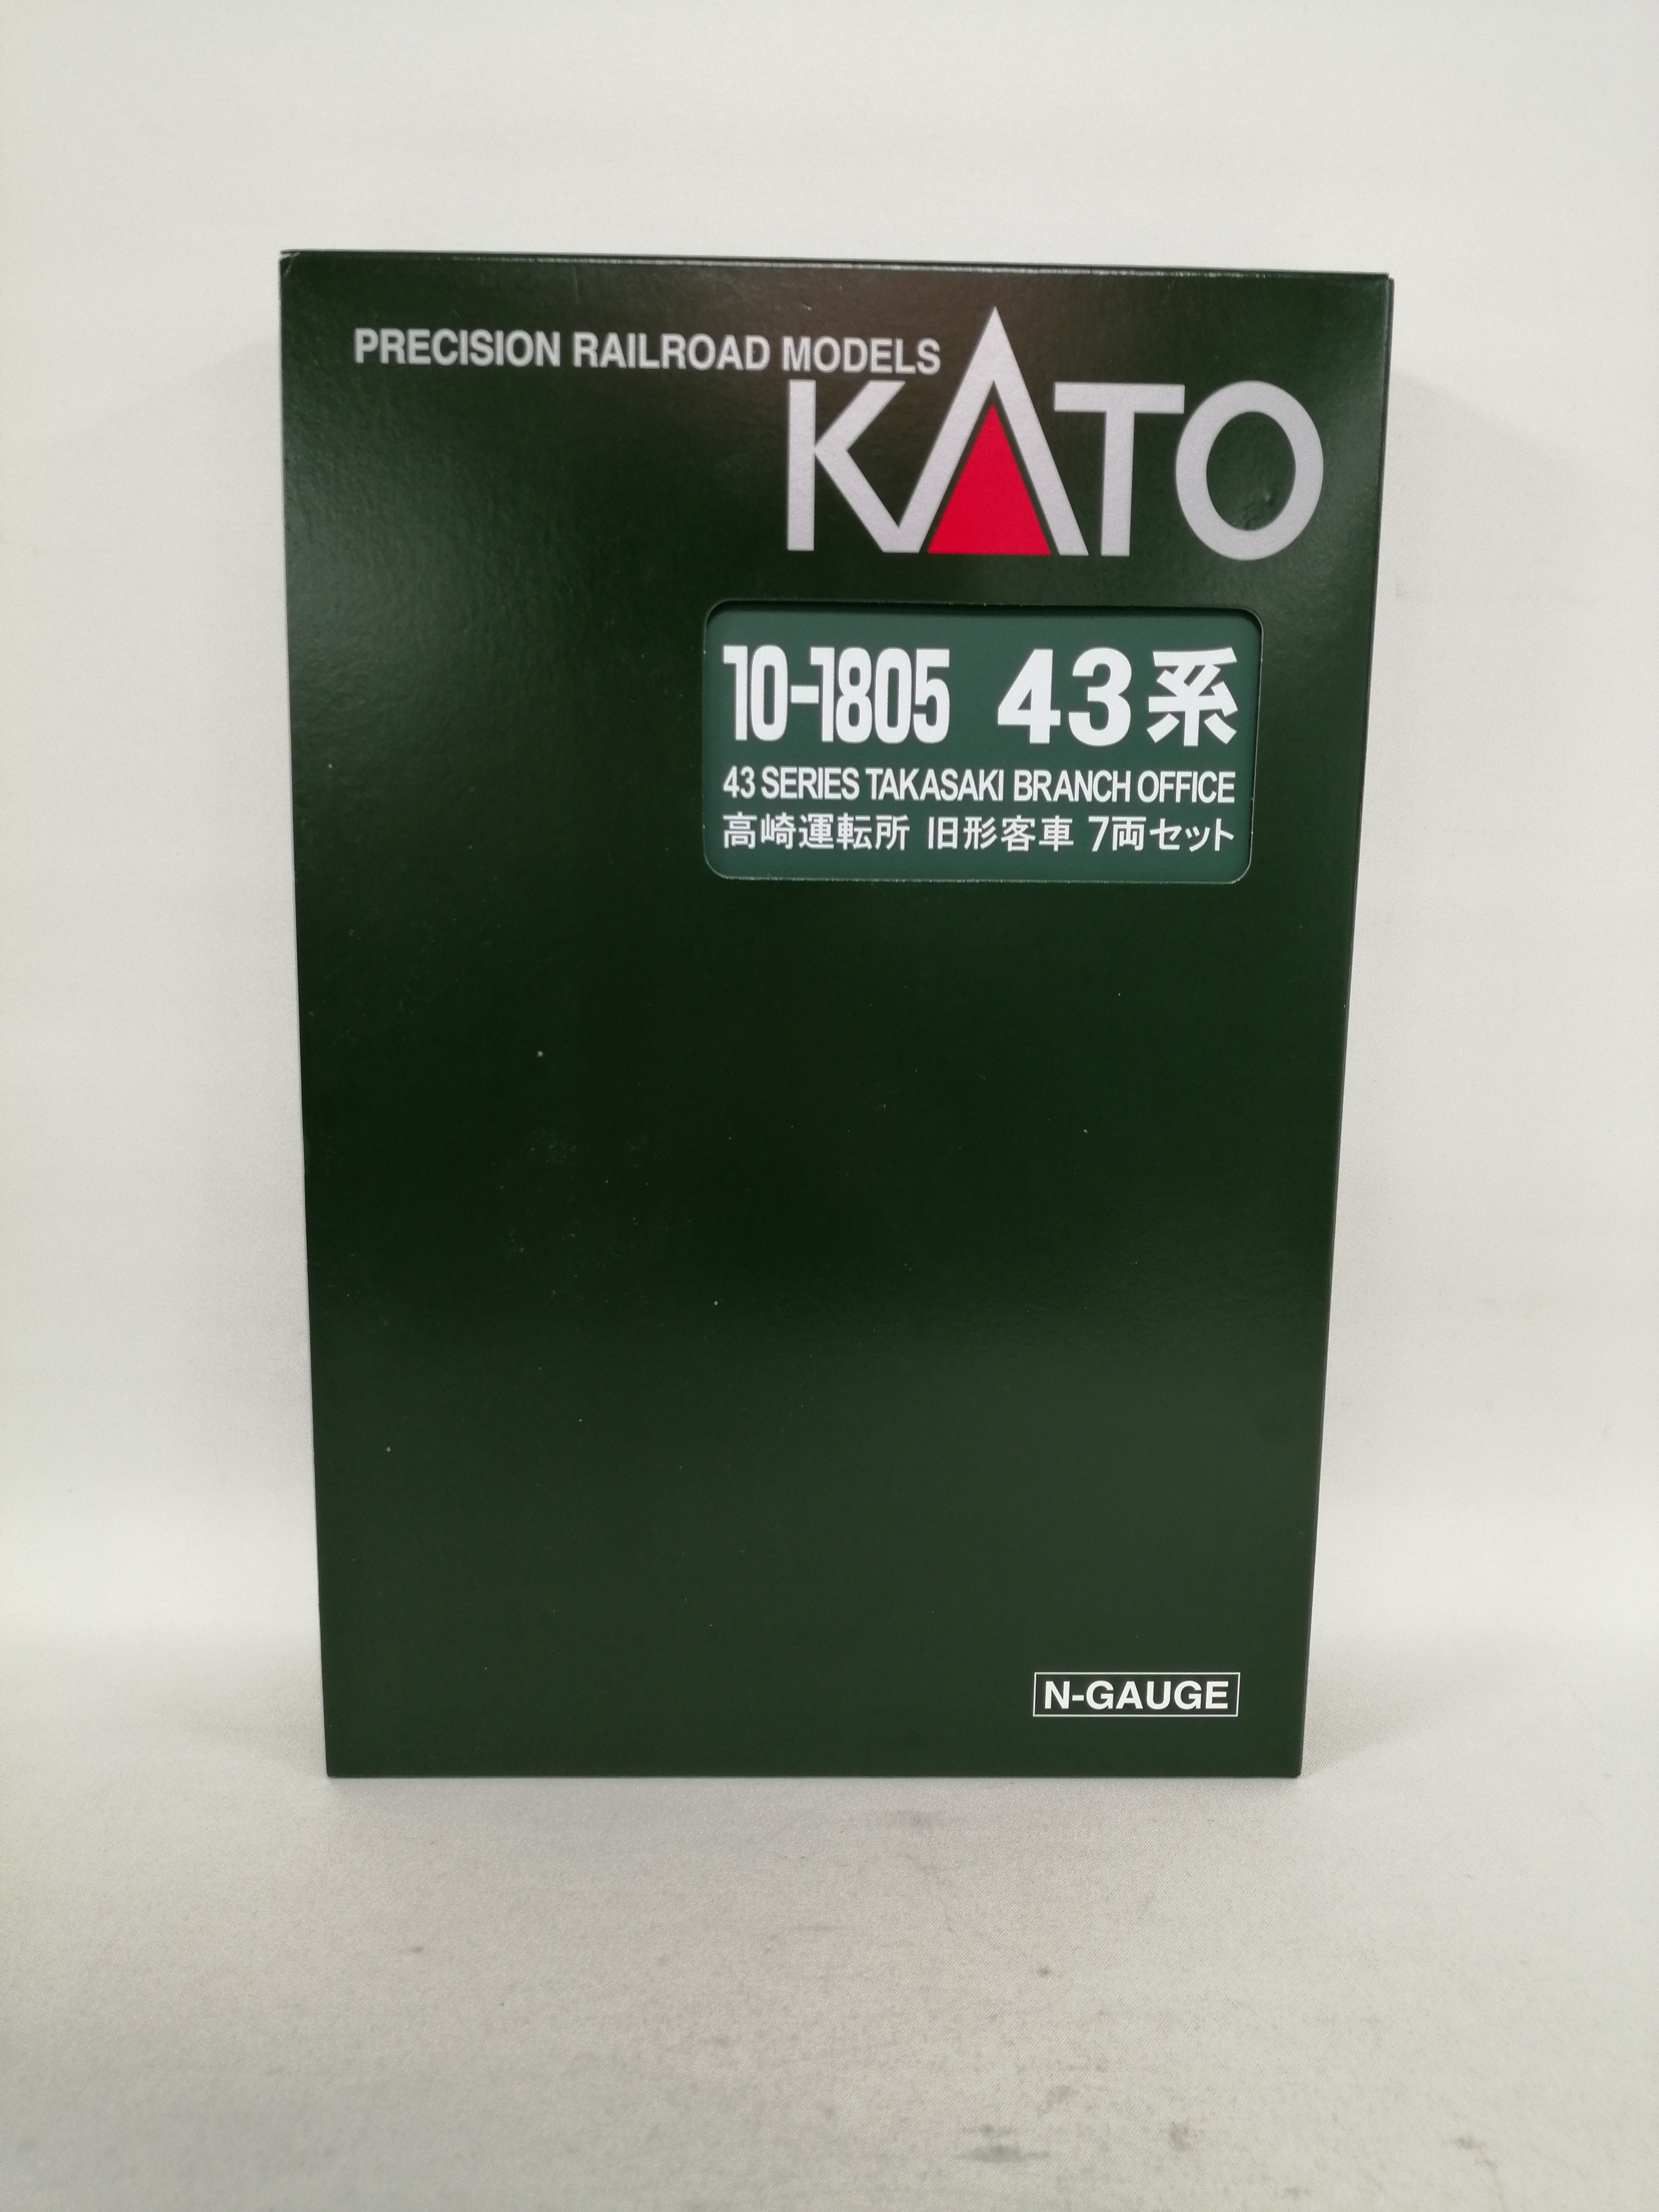 PRECISION RAILROAD MODELS
KATO
10-1805 43系
43 SERIES TAKASAKI BRANCH OFFICE
高崎運転所 旧形客車 7両セット
N-GAUGE